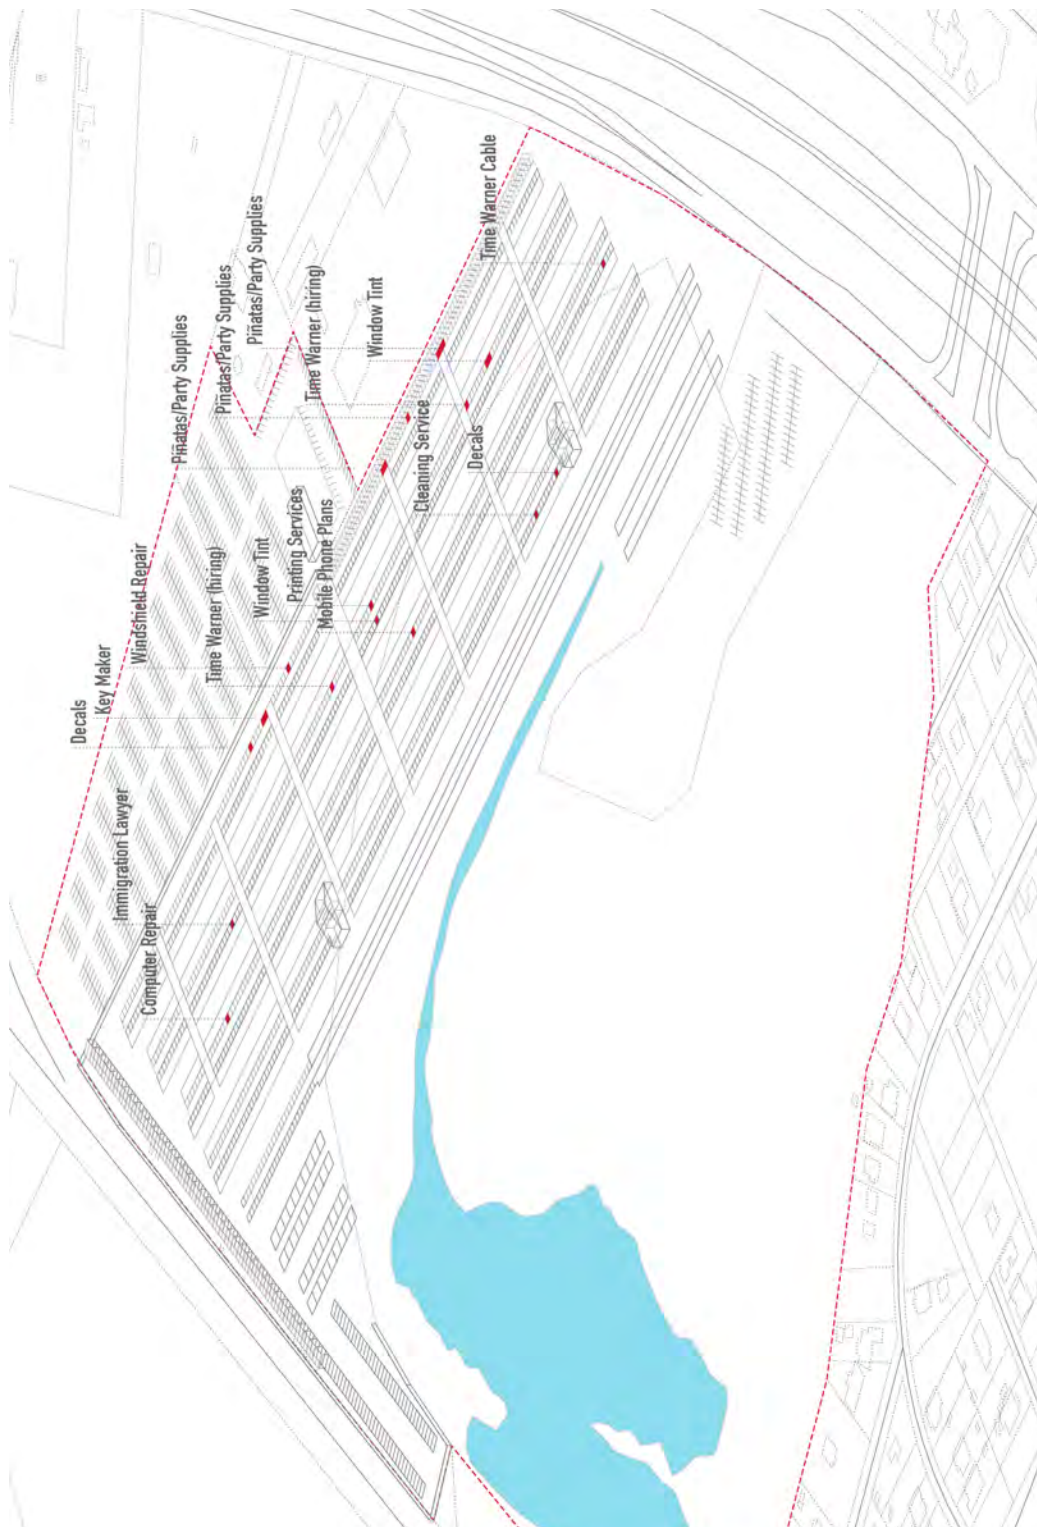 Computer Repair
Immigration Lawyer
Decals
Key Maker
Windshield Repair
Time Warner (hiring)
Window Tint
Printing Services
Mobile Phone Plans
Piñatas/Party Supplies
Piñatas/Party Supplies
Piñatas/Party Supplies
Time Warner (hiring)
Window Tint
Cleaning Service
Decals
Time Warner Cable